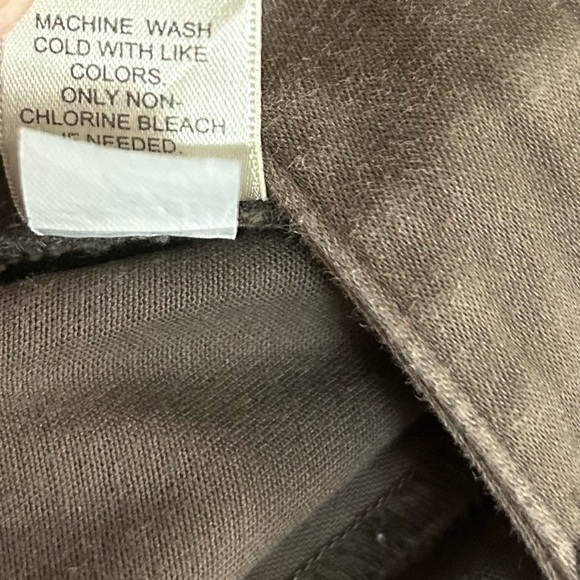 MACHINE WASH
COLD WITH LIKE
COLORS.
ONLY NON-
CHLORINE BLEACH
IF NEEDED.